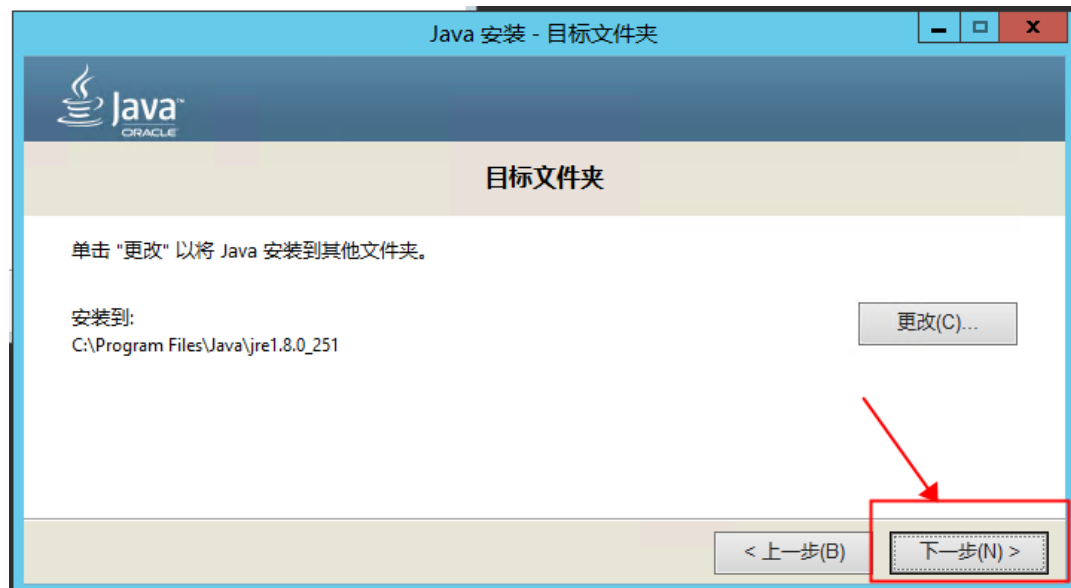 Java 安装 - 目标文件夹
Java™
ORACLE
目标文件夹
单击 "更改" 以将 Java 安装到其他文件夹。
安装到:
更改(C)...
C:\Program Files\Java\jre1.8.0_251
< 上一步(B)
下一步(N) >